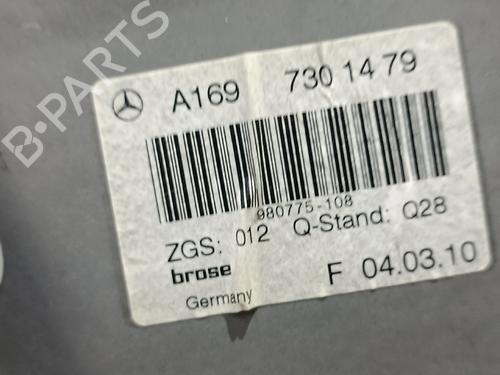 B-PARTS
A169 730 14 79
980775-108
ZGS: 012 Q-Stand: Q28
brose
Germany
F 04.03.10